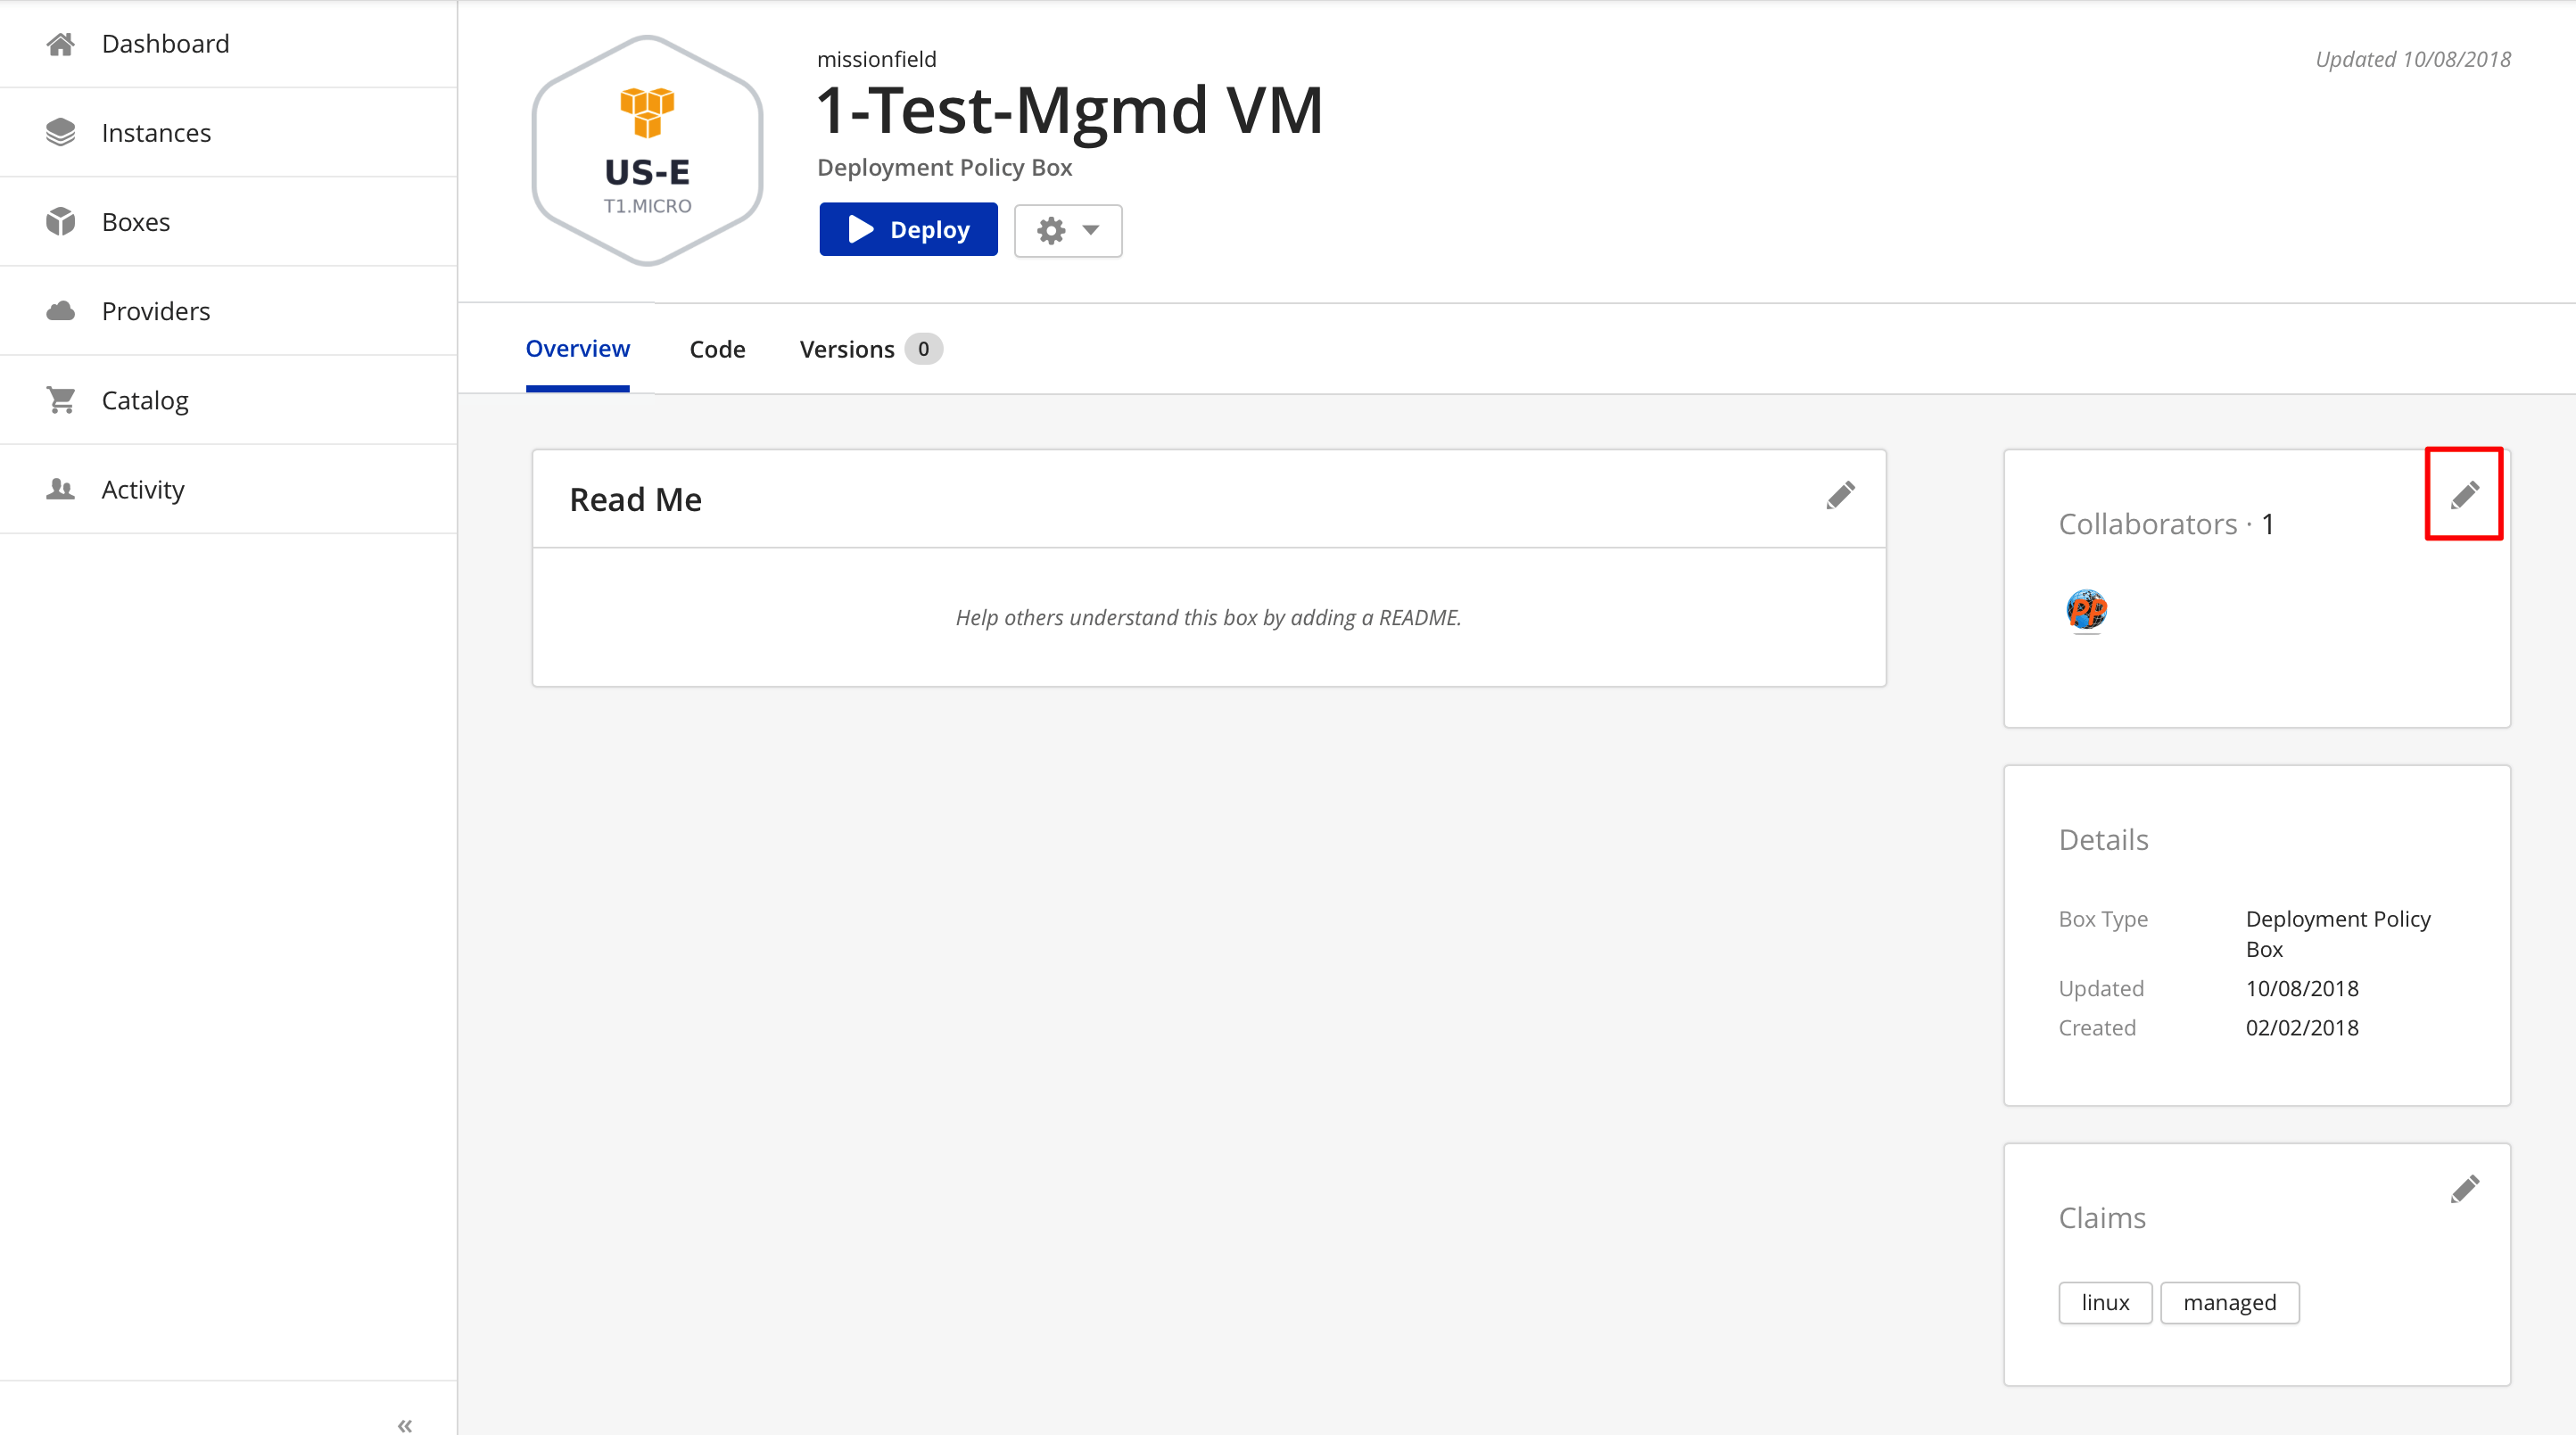 Dashboard
Instances
Boxes
Providers
Catalog
Activity
«
US-E
T1.MICRO
missionfield
Updated 10/08/2018
1-Test-Mgmd VM
Deployment Policy Box
Deploy
Overview Code Versions 0
Read Me
Help others understand this box by adding a README.
Collaborators · 1
PP
Details
Box Type Deployment Policy
Box
Updated 10/08/2018
Created 02/02/2018
Claims
linux managed